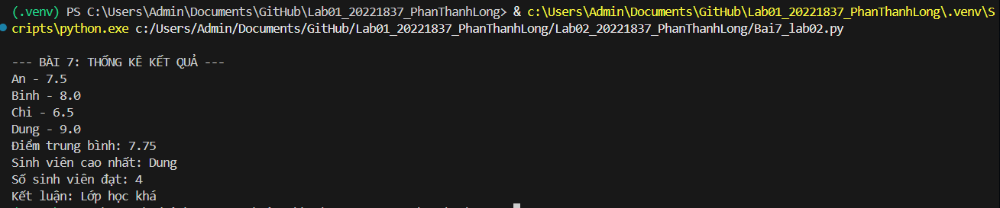 (.venv) PS C:\Users\Admin\Documents\GitHub\Lab01_20221837_PhanThanhLong> & c:\Users\Admin\Documents\GitHub\Lab01_20221837_PhanThanhLong\.venv\S
cripts\python.exe c:/Users/Admin/Documents/GitHub/Lab01_20221837_PhanThanhLong/Lab02_20221837_PhanThanhLong/Bai7_lab02.py
--- BÀI 7: THỐNG KÊ KẾT QUẢ ---
An - 7.5
Binh - 8.0
Chi - 6.5
Dung - 9.0
Điểm trung bình: 7.75
Sinh viên cao nhất: Dung
Số sinh viên đạt: 4
Kết luận: Lớp học khá